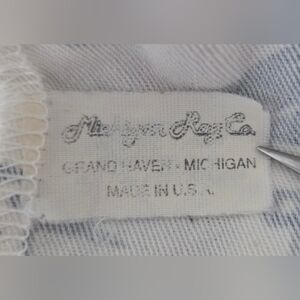 Michigan Rag Co.
GRAND HAVEN - MICHIGAN
MADE IN U.S.A.